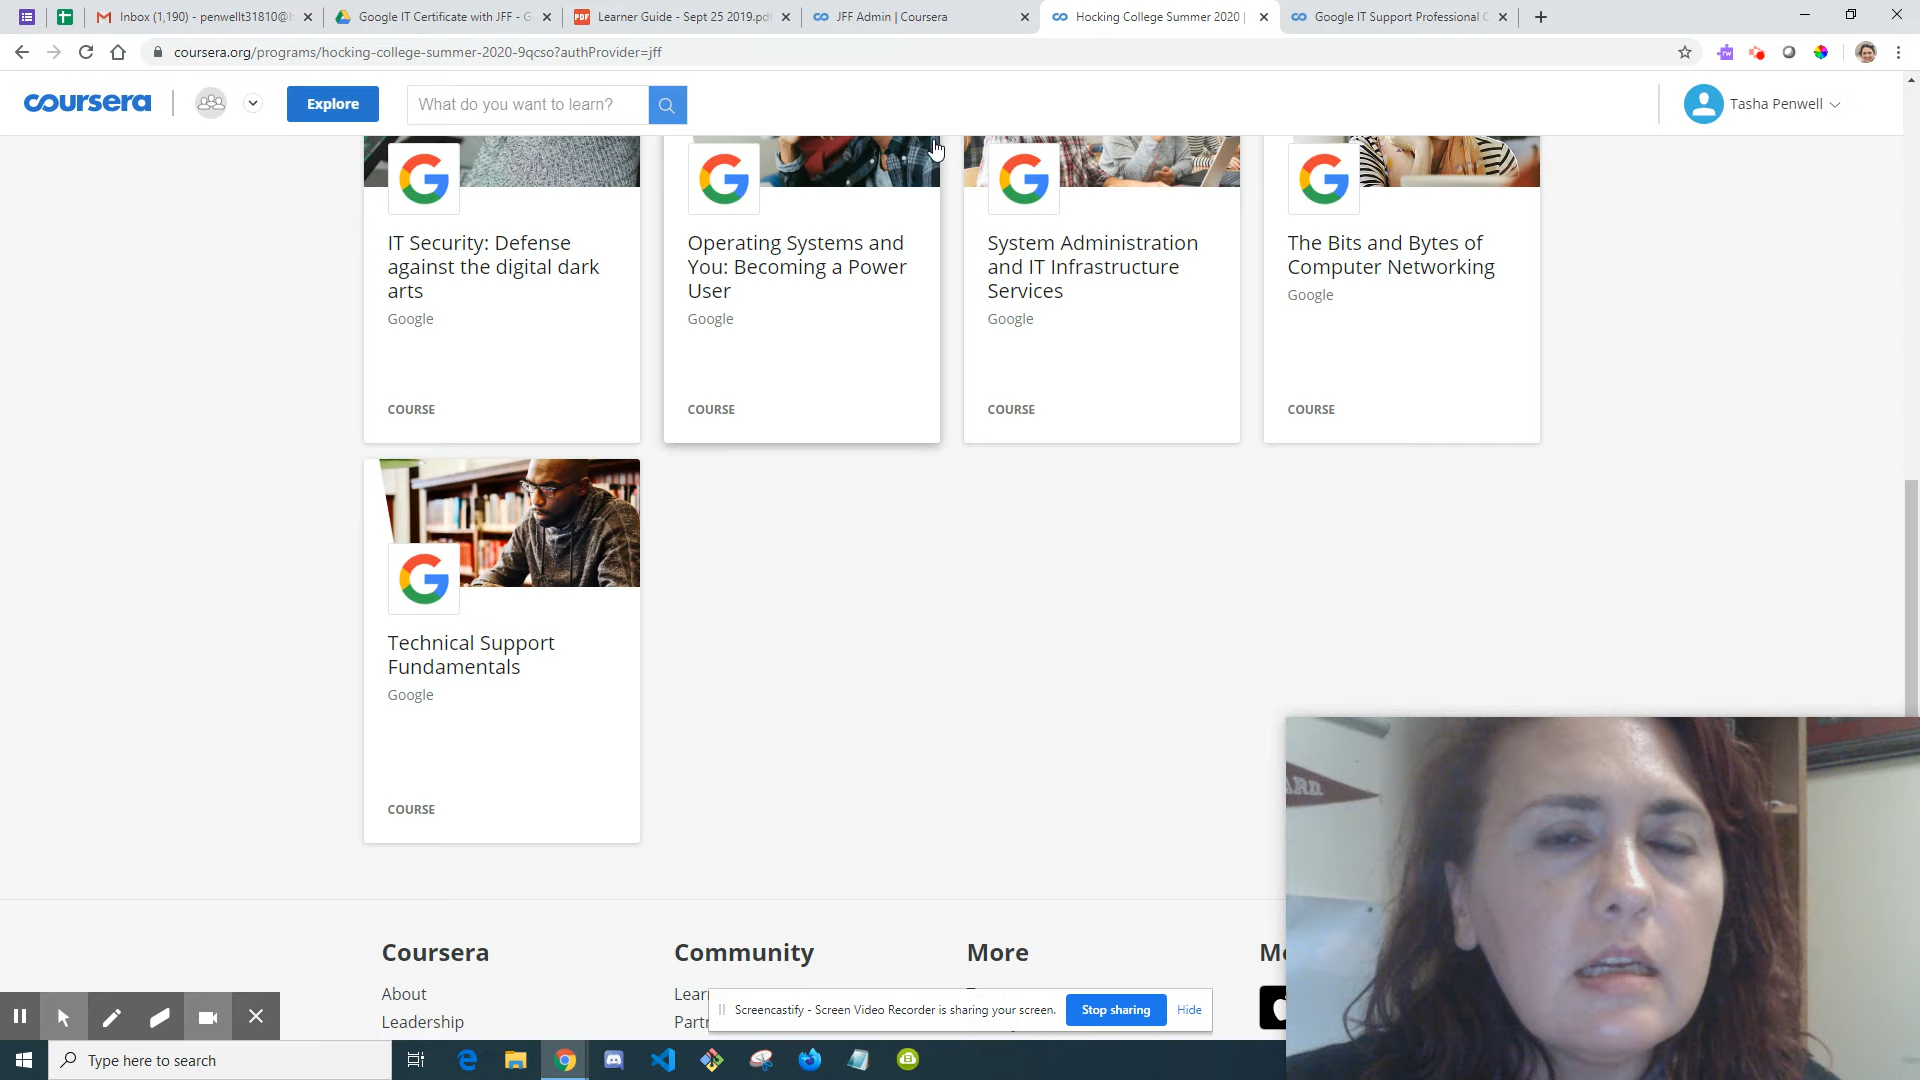 Inbox (1,190) - penwellt31810@h
Google IT Certificate with JFF - G
PDF
Learner Guide - Sept 25 2019.pd
JFF Admin | Coursera
Hocking College Summer 2020 |
Google IT Support Professional C
coursera.org/programs/hocking-college-summer-2020-9qcso?authProvider=jff
coursera
Explore
What do you want to learn?
Tasha Penwell
IT Security: Defense
against the digital dark
arts
Google
COURSE
Operating Systems and
You: Becoming a Power
User
Google
COURSE
System Administration
and IT Infrastructure
Services
Google
COURSE
The Bits and Bytes of
Computer Networking
Google
COURSE
Technical Support
Fundamentals
Google
COURSE
ARD
Coursera
About
Leadership
Community
Lear
Part
More
Screencastify - Screen Video Recorder is sharing your screen.
Stop sharing
Hide
Type here to search